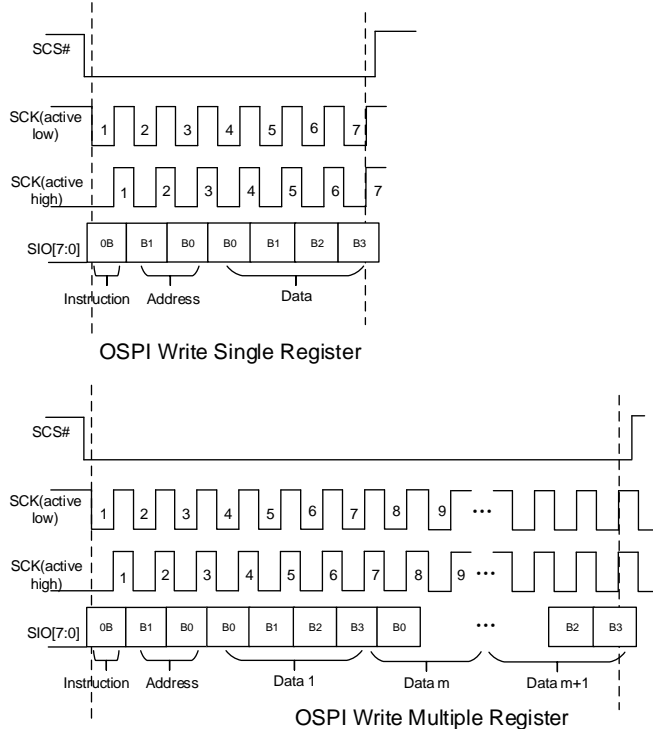 SCS#
SCK(active
low)
1 2 3 4 5 6 7
SCK(active
high)
1 2 3 4 5 6 7
SIO[7:0]
0B B1 B0 B0 B1 B2 B3
Instruction Address Data
OSPI Write Single Register
SCS#
SCK(active
low)
1 2 3 4 5 6 7 8 9 ...
SCK(active
high)
1 2 3 4 5 6 7 8 9 ...
SIO[7:0]
0B B1 B0 B0 B1 B2 B3 B0 ... B2 B3
Instruction Address Data 1 Data m Data m+1
OSPI Write Multiple Register